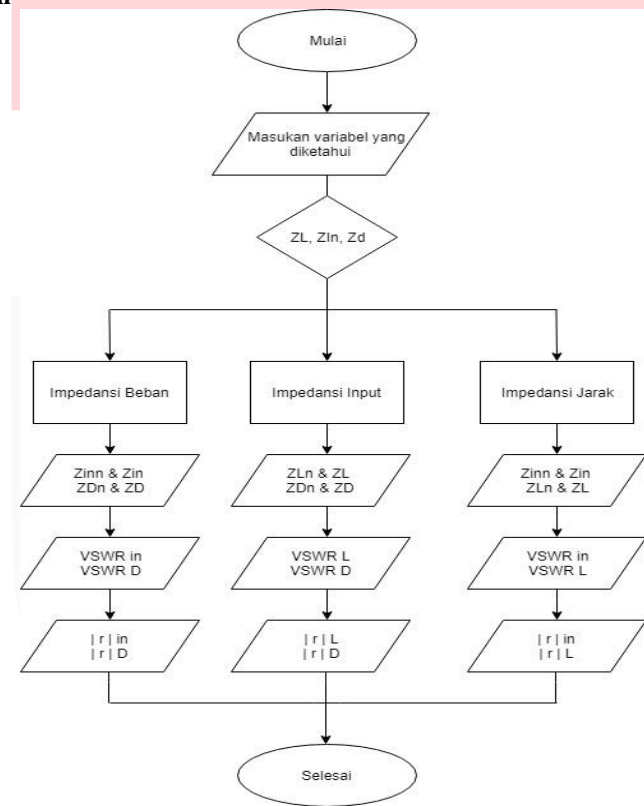 Mulai
Masukan variabel yang
diketahui
ZL, ZIn, Zd
Impedansi Beban
Impedansi Input
Impedansi Jarak
Zinn & Zin
ZDn & ZD
ZLn & ZL
ZDn & ZD
Zinn & Zin
ZLn & ZL
VSWR in
VSWR D
VSWR L
VSWR D
VSWR in
VSWR L
| r | in
| r | D
| r | L
| r | D
| r | in
| r | L
Selesai